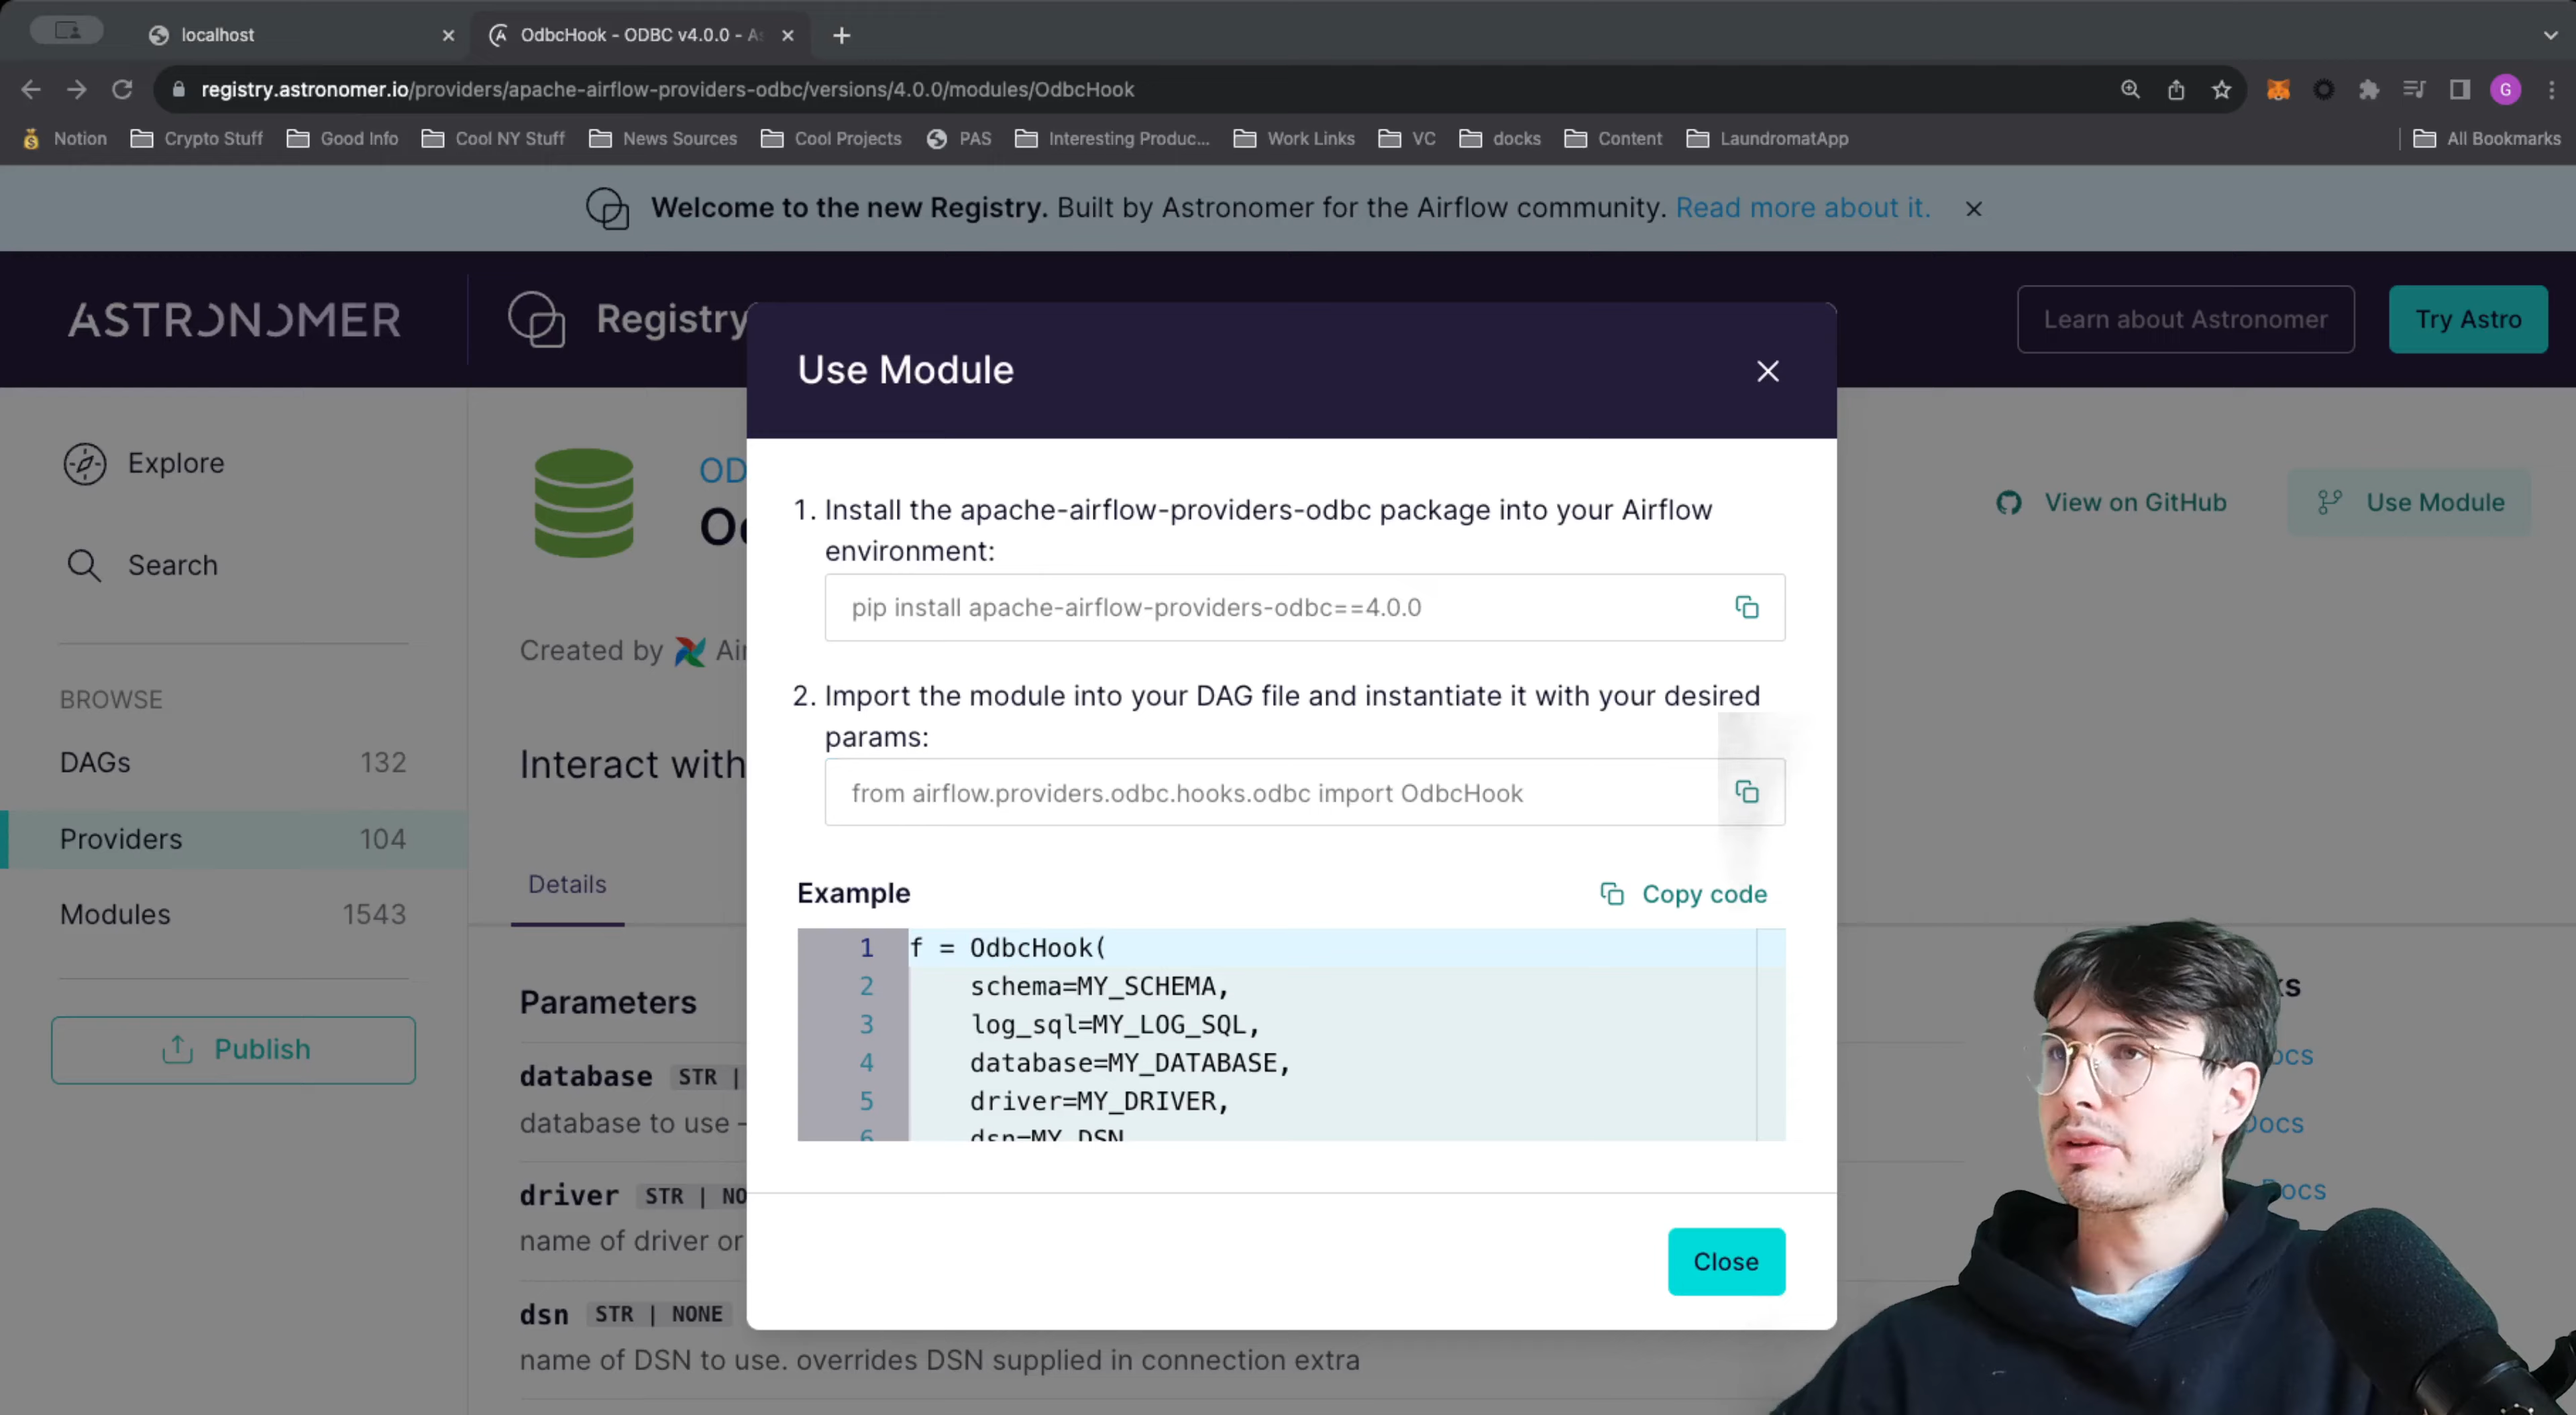 localhost
OdbcHook - ODBC v4.0.0 - As
registry.astronomer.io/providers/apache-airflow-providers-odbc/versions/4.0.0/modules/OdbcHook
G
Notion Crypto Stuff Good Info Cool NY Stuff News Sources Cool Projects PAS Interesting Produc... Work Links VC docks Content LaundromatApp All Bookmarks
Welcome to the new Registry. Built by Astronomer for the Airflow community. Read more about it.
ASTRONOMER
Registry
Learn about Astronomer
Try Astro
Explore
Search
BROWSE
DAGs 132
Providers 104
Modules 1543
Publish
View on GitHub
Use Module
Created by
Interact with
Details
Parameters
database STR |
database to use -
driver STR |
name of driver or
dsn STR | NONE
name of DSN to use. overrides DSN supplied in connection extra
Use Module
1. Install the apache-airflow-providers-odbc package into your Airflow
environment:
pip install apache-airflow-providers-odbc==4.0.0
2. Import the module into your DAG file and instantiate it with your desired
params:
from airflow.providers.odbc.hooks.odbc import OdbcHook
Example
Copy code
1 f = OdbcHook(
2 schema=MY_SCHEMA,
3 log_sql=MY_LOG_SQL,
4 database=MY_DATABASE,
5 driver=MY_DRIVER,
6 dsn=MY_DSN
Close
Docs